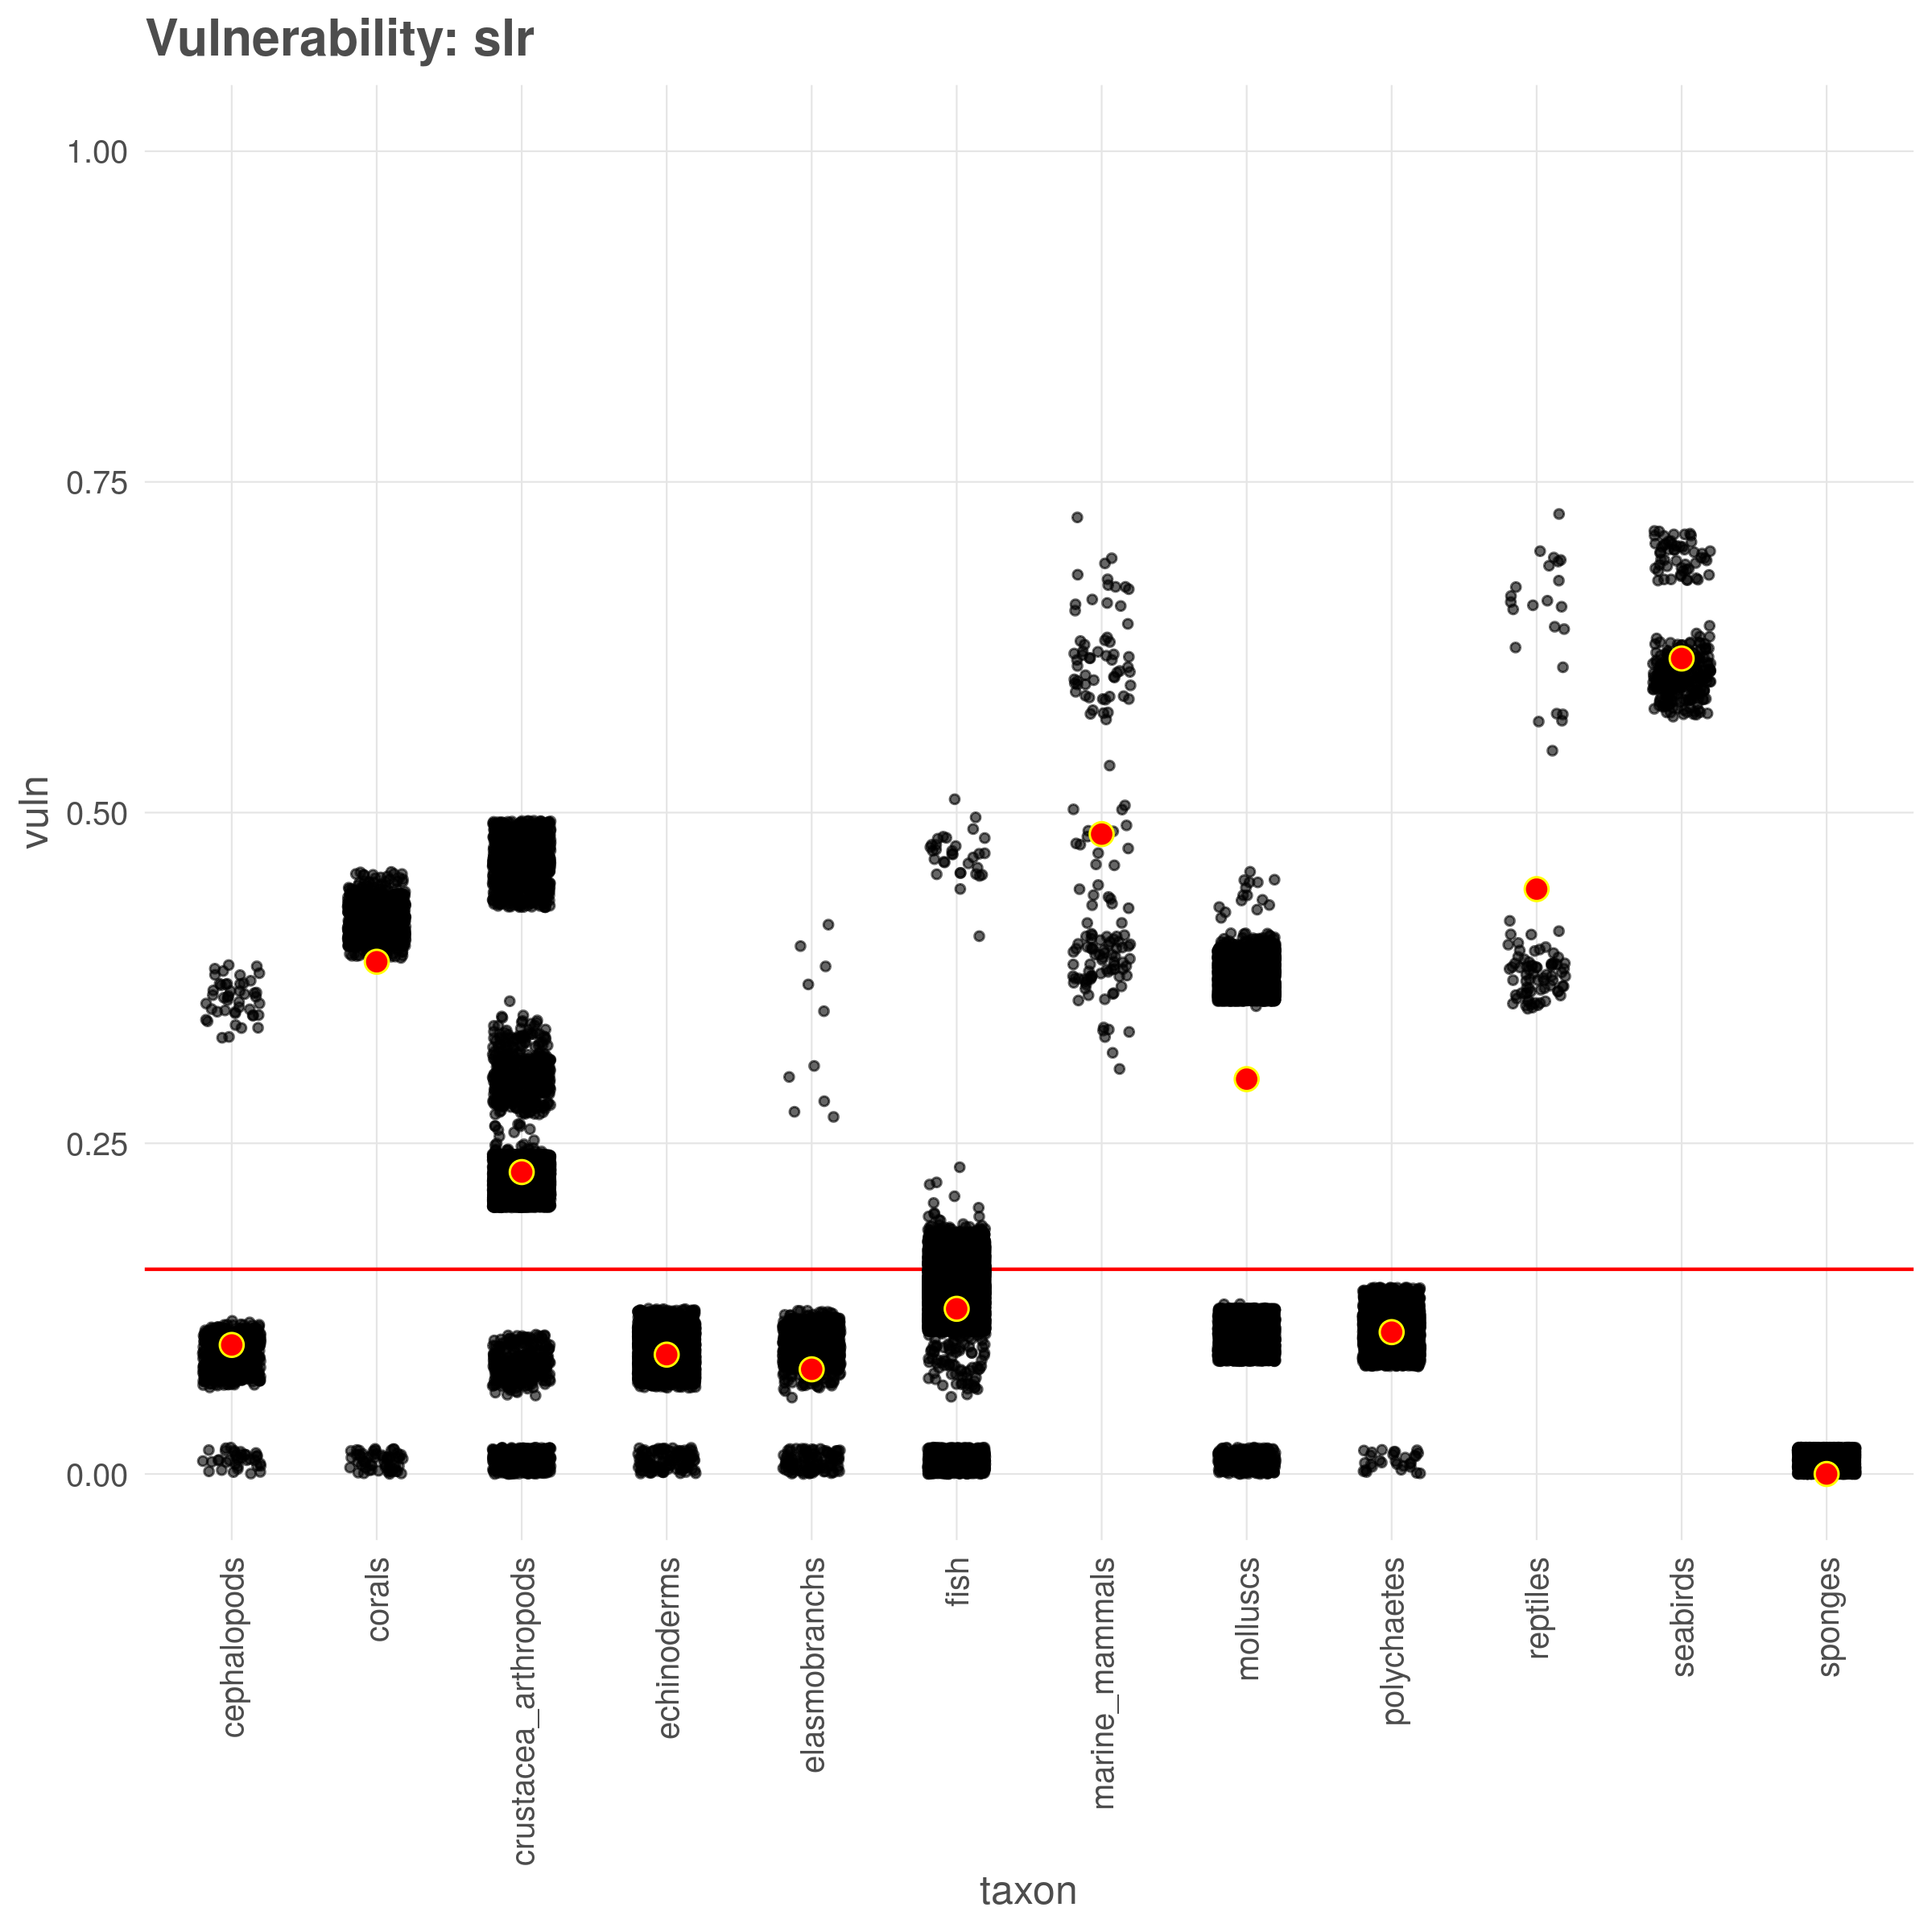 Vulnerability: slr
vuln
1.00
0.75
0.50
0.25
0.00
cephalopods
corals
crustacea_arthropods
echinoderms
elasmobranchs
fish
marine_mammals
molluscs
polychaetes
reptiles
seabirds
sponges
taxon